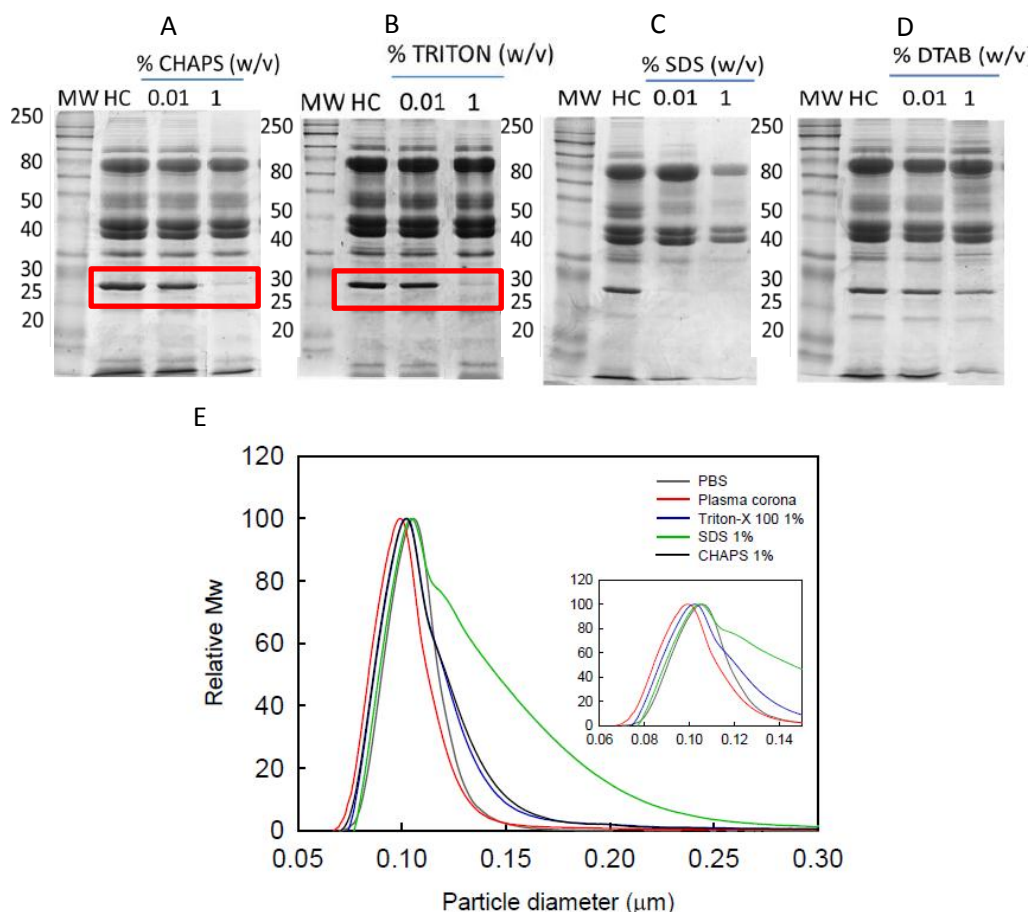 A
% CHAPS (w/v)
MW HC 0.01 1
250
80
50
40
30
25
20
B
% TRITON (w/v)
MW HC 0.01 1
250
80
50
40
30
25
20
C
% SDS (w/v)
MW HC 0.01 1
250
80
50
40
30
25
20
D
% DTAB (w/v)
MW HC 0.01 1
250
80
50
40
30
25
20
E
120
100
80
60
40
20
0
Relative Mw
0.05 0.10 0.15 0.20 0.25 0.30
Particle diameter (μm)
PBS
Plasma corona
Triton-X 100 1%
SDS 1%
CHAPS 1%
120
100
80
60
40
20
0
0.06 0.08 0.10 0.12 0.14